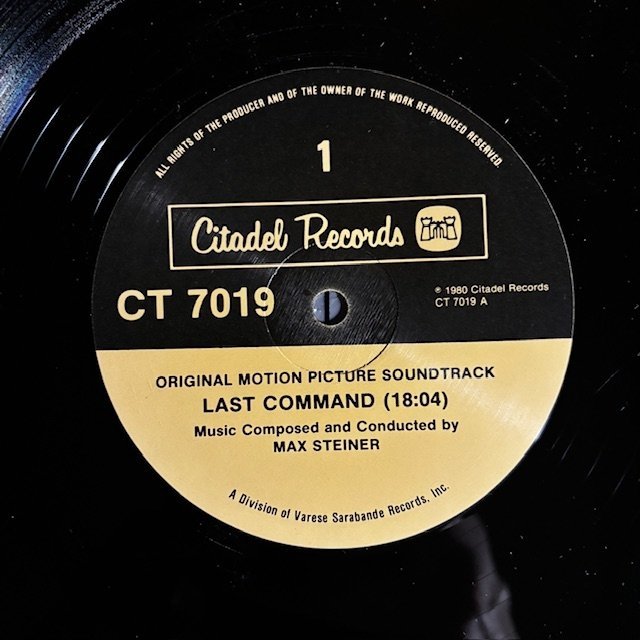 ALL RIGHTS OF THE PRODUCER AND OF THE OWNER OF THE WORK REPRODUCED RESERVED.
1
Citadel Records
CT 7019
℗ 1980 Citadel Records
CT 7019 A
ORIGINAL MOTION PICTURE SOUNDTRACK
LAST COMMAND (18:04)
Music Composed and Conducted by
MAX STEINER
A Division of Varese Sarabande Records, Inc.